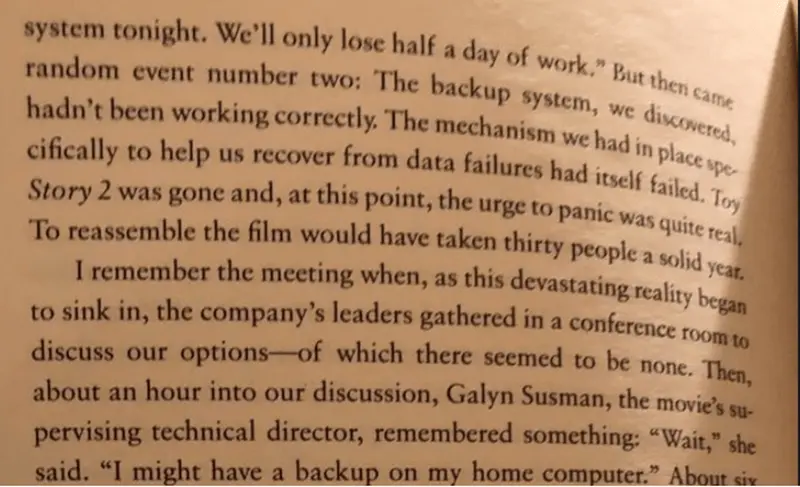 system tonight. We'll only lose half a day of work.” But then came
random event number two: The backup system, we discovered,
hadn't been working correctly. The mechanism we had in place spe-
cifically to help us recover from data failures had itself failed. Toy
Story 2 was gone and, at this point, the urge to panic was quite real.
To reassemble the film would have taken thirty people a solid year.
I remember the meeting when, as this devastating reality began
to sink in, the company's leaders gathered in a conference room to
discuss our options—of which there seemed to be none. Then,
about an hour into our discussion, Galyn Susman, the movie's su-
pervising technical director, remembered something: “Wait,” she
said. “I might have a backup on my home computer.” About six